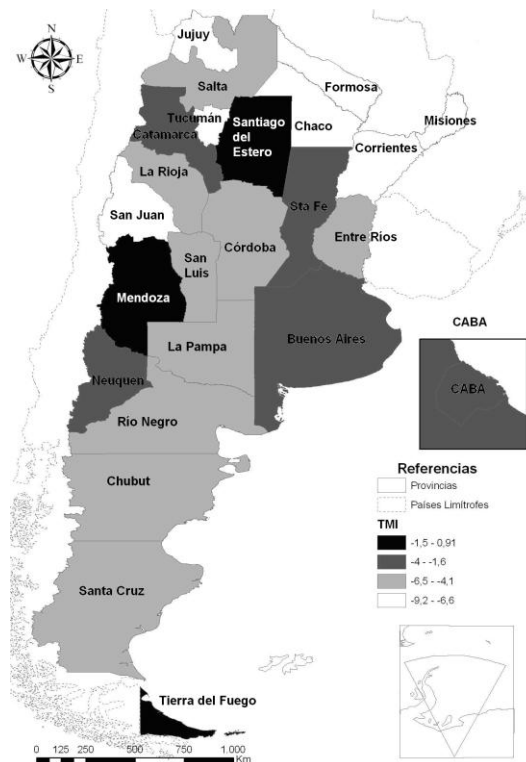 N
W E
S
Jujuy
Salta
Formosa
Tucumán
Santiago
del
Estero
Chaco
Misiones
Catamarca
Corrientes
La Rioja
Sta Fe
San Juan
Córdoba
Entre Ríos
San
Luis
Mendoza
CABA
La Pampa
Buenos Aires
CABA
Neuquen
Río Negro
Referencias
Provincias
Países Limítrofes
Chubut
TMI
-1,5 - 0,91
-4 - -1,6
-6,5 - -4,1
-9,2 - -6,6
Santa Cruz
Tierra del Fuego
0 125 250 500 750 1.000
Km